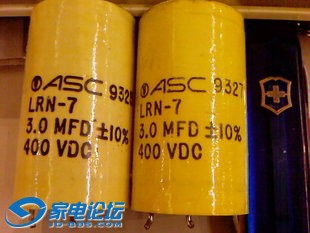 ASC 932
LRN-7
3.0 MFD ±10%
400 VDC
ASC 9327
LRN-7
3.0 MFD ±10%
400 VDC
家电论坛
JD-BBS.COM